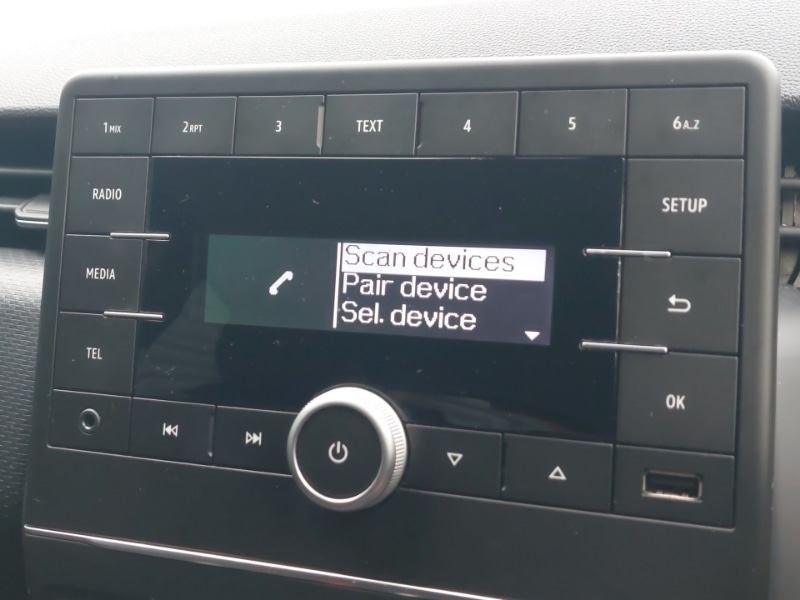 1MIX 2RPT 3 TEXT 4 5 6A.Z
RADIO
SETUP
MEDIA
Scan devices
Pair device
Sel. device
TEL
OK